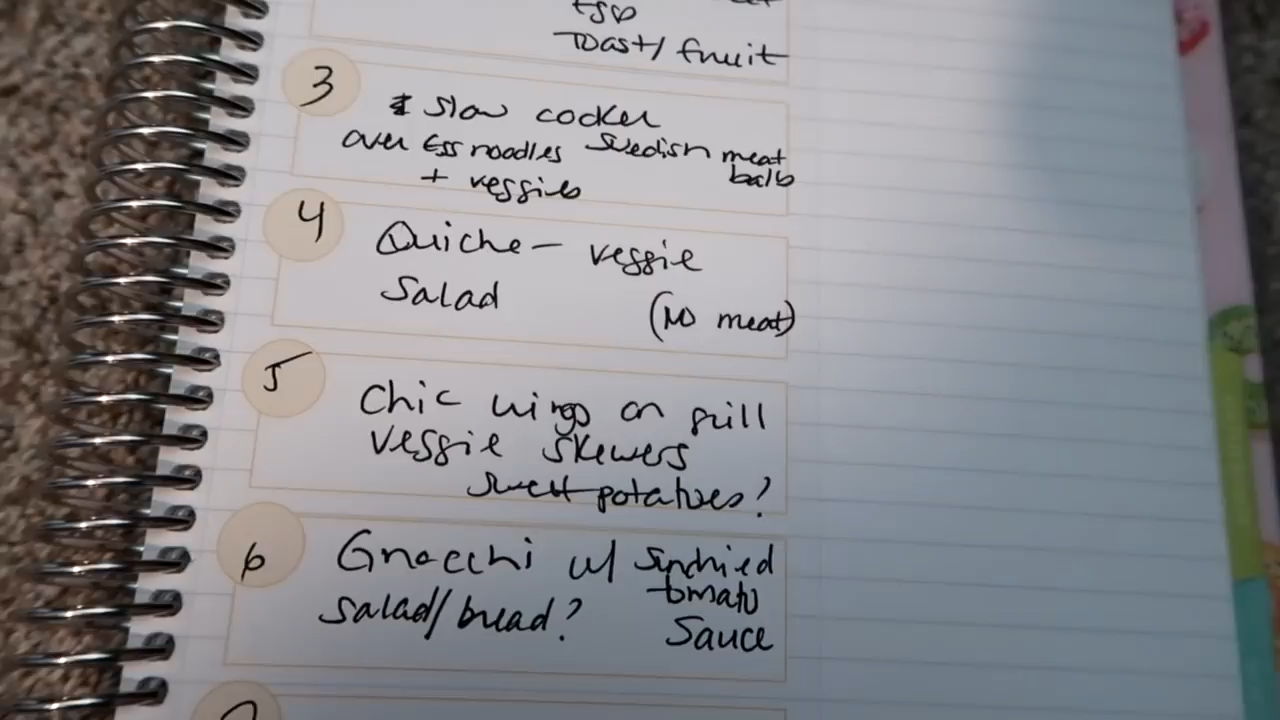 Toast/ fruit
3
Slow cocker
over Egg noodles Swedish meat
+ veggies balls
4
Quiche - veggie
Salad (No meat)
5
Chic wings on grill
veggie skewers
sweet potatoes?
6
Gnocchi w/ Sundried
tomato
salad/bread? Sauce